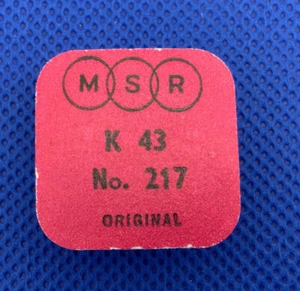 MSR
K 43
No. 217
ORIGINAL